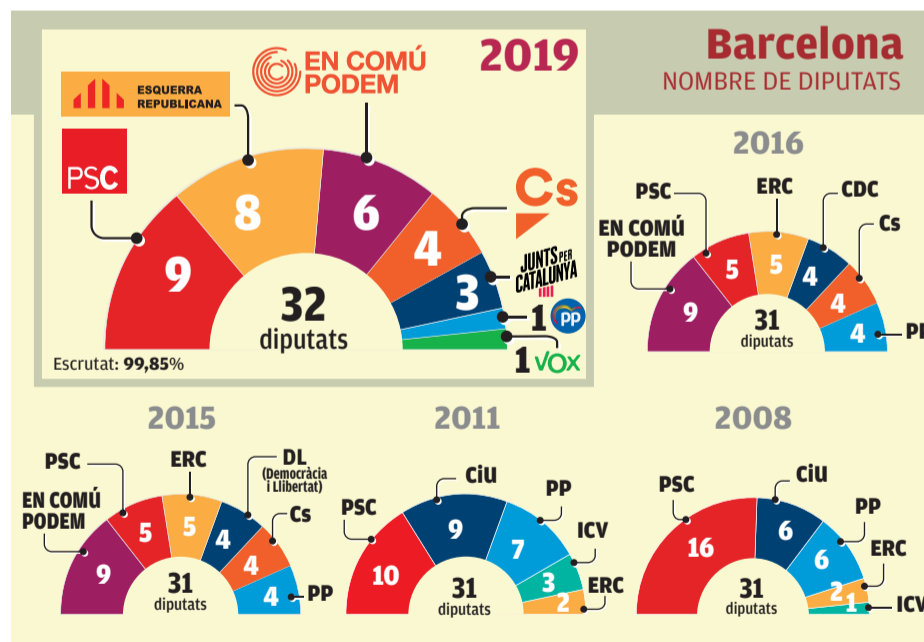 Barcelona
NOMBRE DE DIPUTATS
2019
PSC
ESQUERRA
REPUBLICANA
EN COMÚ
PODEM
Cs
JUNTS PER
CATALUNYA
PP
VOX
9
8
6
4
3
1
1
32
diputats
Escrutat: 99,85%
2016
EN COMÚ
PODEM
PSC
ERC
CDC
Cs
PP
9
5
5
4
4
4
31
diputats
2015
EN COMÚ
PODEM
PSC
ERC
DL
(Democràcia
i Llibertat)
Cs
PP
9
5
5
4
4
4
31
diputats
2011
PSC
CiU
PP
ICV
ERC
10
9
7
3
2
31
diputats
2008
PSC
CiU
PP
ERC
ICV
16
6
6
2
1
31
diputats